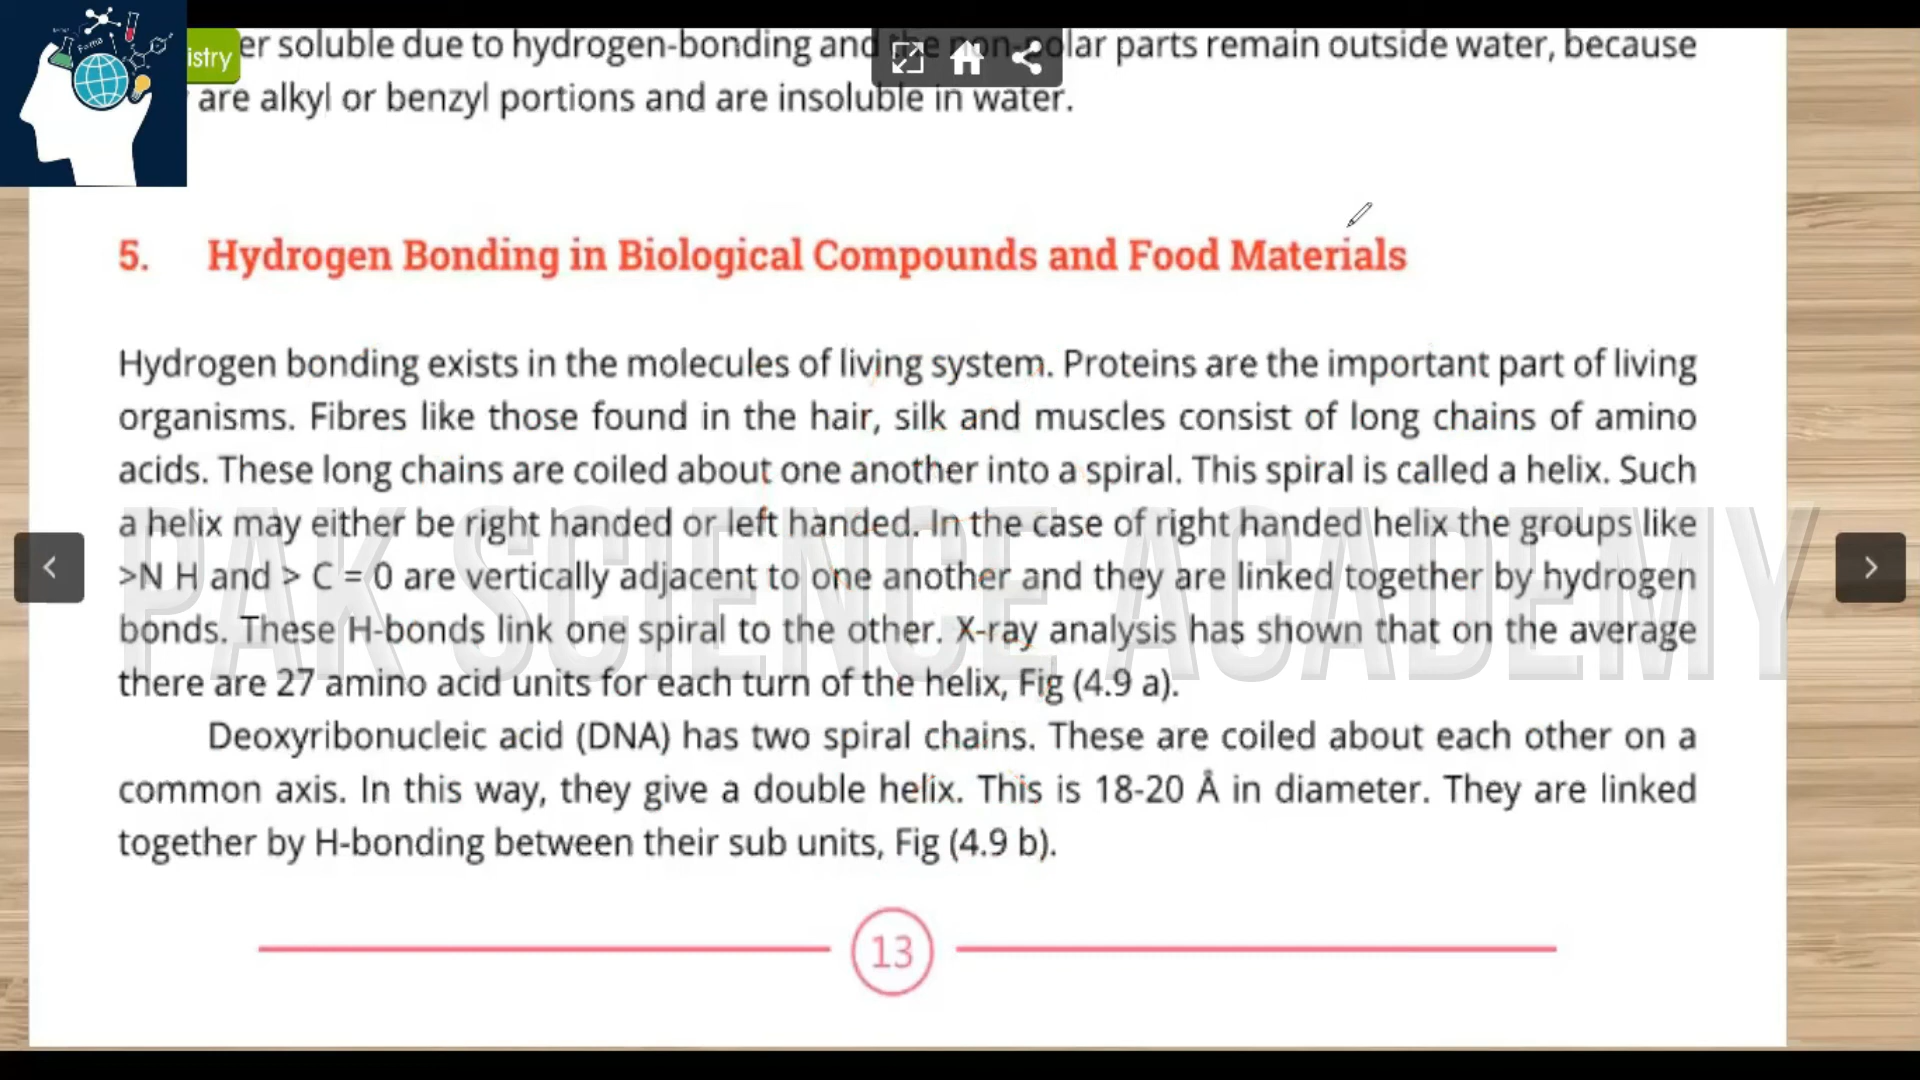 istry
er soluble due to hydrogen-bonding and the non-polar parts remain outside water, because
are alkyl or benzyl portions and are insoluble in water.
5. Hydrogen Bonding in Biological Compounds and Food Materials
Hydrogen bonding exists in the molecules of living system. Proteins are the important part of living
organisms. Fibres like those found in the hair, silk and muscles consist of long chains of amino
acids. These long chains are coiled about one another into a spiral. This spiral is called a helix. Such
a helix may either be right handed or left handed. In the case of right handed helix the groups like
>N H and > C = 0 are vertically adjacent to one another and they are linked together by hydrogen
bonds. These H-bonds link one spiral to the other. X-ray analysis has shown that on the average
there are 27 amino acid units for each turn of the helix, Fig (4.9 a).
PAK SCIENCE ACADEMY
Deoxyribonucleic acid (DNA) has two spiral chains. These are coiled about each other on a
common axis. In this way, they give a double helix. This is 18-20 Å in diameter. They are linked
together by H-bonding between their sub units, Fig (4.9 b).
13